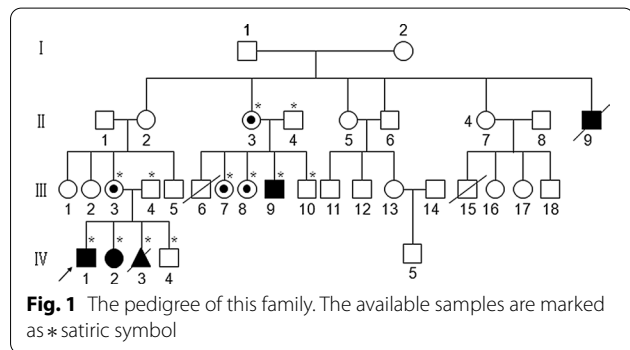 1 2
I
* *
II
1 2 3 4 5 6 4 7 8 9
* * * * * *
III
1 2 3 4 5 6 7 8 9 10 11 12 13 14 15 16 17 18
* * * *
IV
1 2 3 4 5
Fig. 1 The pedigree of this family. The available samples are marked
as * satiric symbol